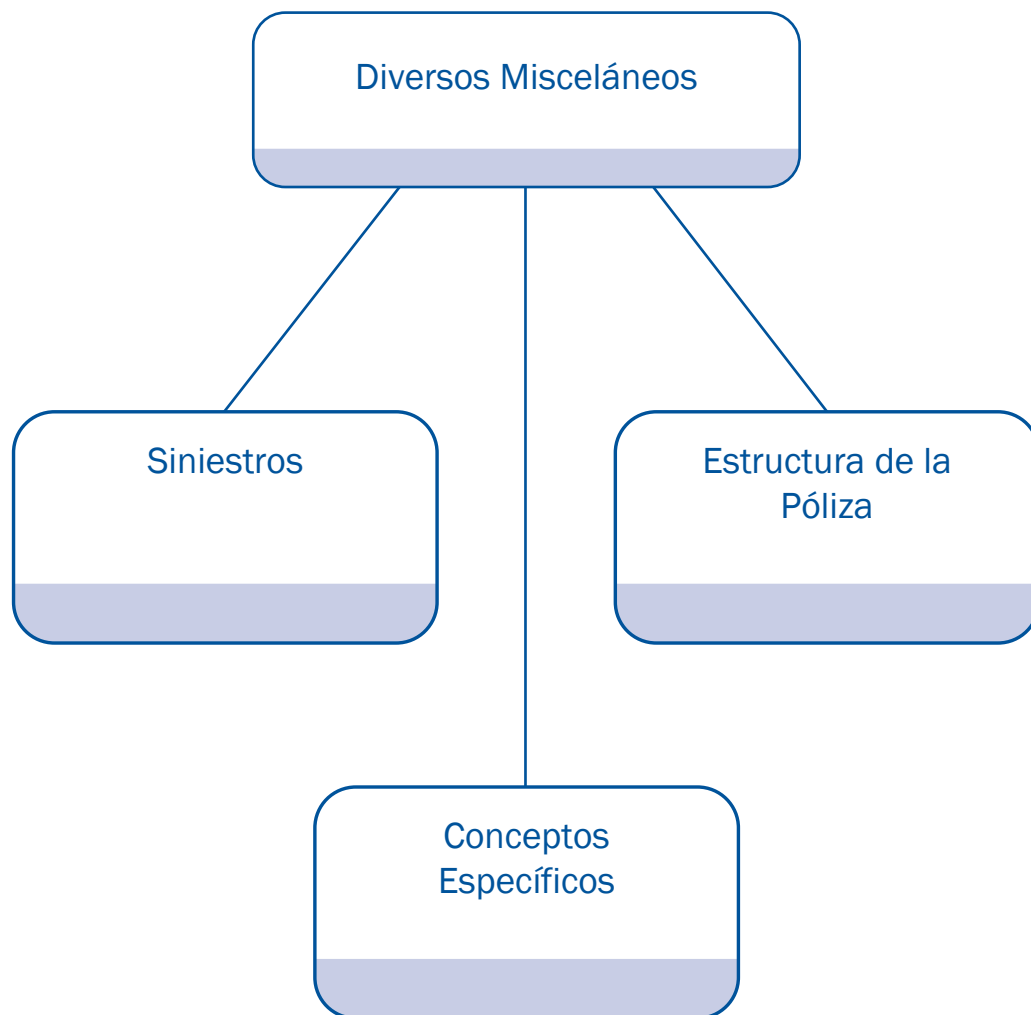 Diversos Misceláneos
Siniestros
Estructura de la
Póliza
Conceptos
Específicos